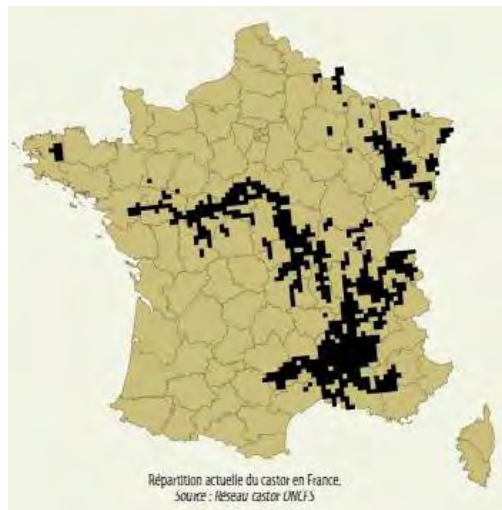 Répartition actuelle du castor en France.
Source : Réseau castor ONCFS